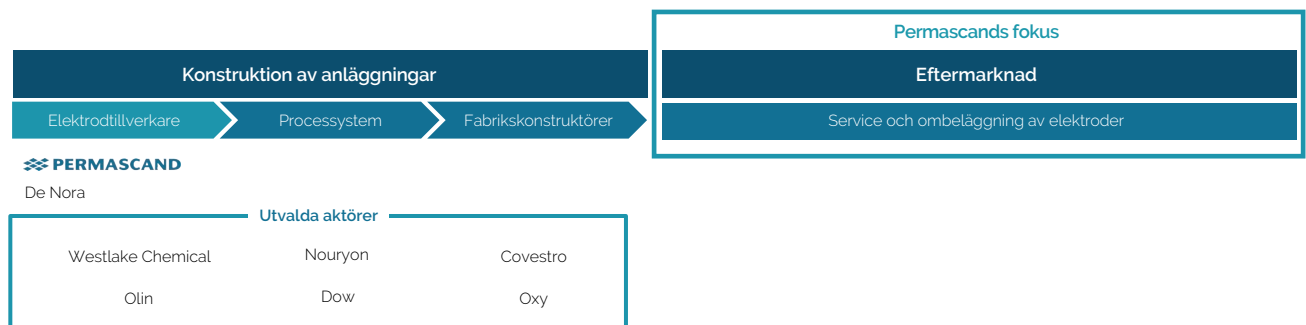 Permascands fokus
Konstruktion av anläggningar
Eftermarknad
Elektrodtillverkare
Processystem
Fabrikskonstruktörer
Service och ombeläggning av elektroder
PERMASCAND
De Nora
Utvalda aktörer
Westlake Chemical
Nouryon
Covestro
Olin
Dow
Oxy